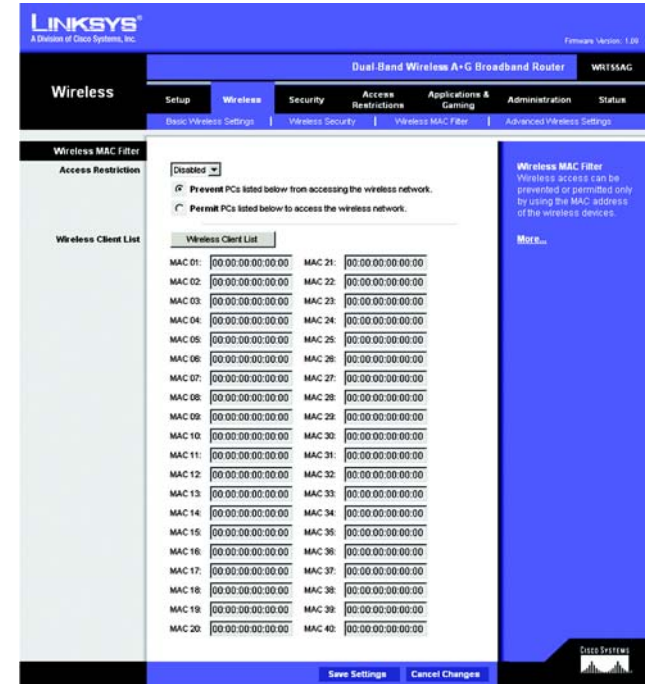 LINKSYS®
A Division of Cisco Systems, Inc.
Firmware Version: 1.00
Dual-Band Wireless A+G Broadband Router WRT55AG
Wireless
Setup Wireless Security Access Restrictions Applications & Gaming Administration Status
Basic Wireless Settings | Wireless Security | Wireless MAC Filter | Advanced Wireless Settings
Wireless MAC Filter
Access Restriction
Disabled
Prevent PCs listed below from accessing the wireless network.
Permit PCs listed below to access the wireless network.
Wireless Client List
Wireless Client List
MAC 01: 00:00:00:00:00:00 MAC 21: 00:00:00:00:00:00
MAC 02: 00:00:00:00:00:00 MAC 22: 00:00:00:00:00:00
MAC 03: 00:00:00:00:00:00 MAC 23: 00:00:00:00:00:00
MAC 04: 00:00:00:00:00:00 MAC 24: 00:00:00:00:00:00
MAC 05: 00:00:00:00:00:00 MAC 25: 00:00:00:00:00:00
MAC 06: 00:00:00:00:00:00 MAC 26: 00:00:00:00:00:00
MAC 07: 00:00:00:00:00:00 MAC 27: 00:00:00:00:00:00
MAC 08: 00:00:00:00:00:00 MAC 28: 00:00:00:00:00:00
MAC 09: 00:00:00:00:00:00 MAC 29: 00:00:00:00:00:00
MAC 10: 00:00:00:00:00:00 MAC 30: 00:00:00:00:00:00
MAC 11: 00:00:00:00:00:00 MAC 31: 00:00:00:00:00:00
MAC 12: 00:00:00:00:00:00 MAC 32: 00:00:00:00:00:00
MAC 13: 00:00:00:00:00:00 MAC 33: 00:00:00:00:00:00
MAC 14: 00:00:00:00:00:00 MAC 34: 00:00:00:00:00:00
MAC 15: 00:00:00:00:00:00 MAC 35: 00:00:00:00:00:00
MAC 16: 00:00:00:00:00:00 MAC 36: 00:00:00:00:00:00
MAC 17: 00:00:00:00:00:00 MAC 37: 00:00:00:00:00:00
MAC 18: 00:00:00:00:00:00 MAC 38: 00:00:00:00:00:00
MAC 19: 00:00:00:00:00:00 MAC 39: 00:00:00:00:00:00
MAC 20: 00:00:00:00:00:00 MAC 40: 00:00:00:00:00:00
Wireless MAC Filter
Wireless access can be
prevented or permitted only
by using the MAC address
of the wireless devices.
More...
Save Settings Cancel Changes
CISCO SYSTEMS